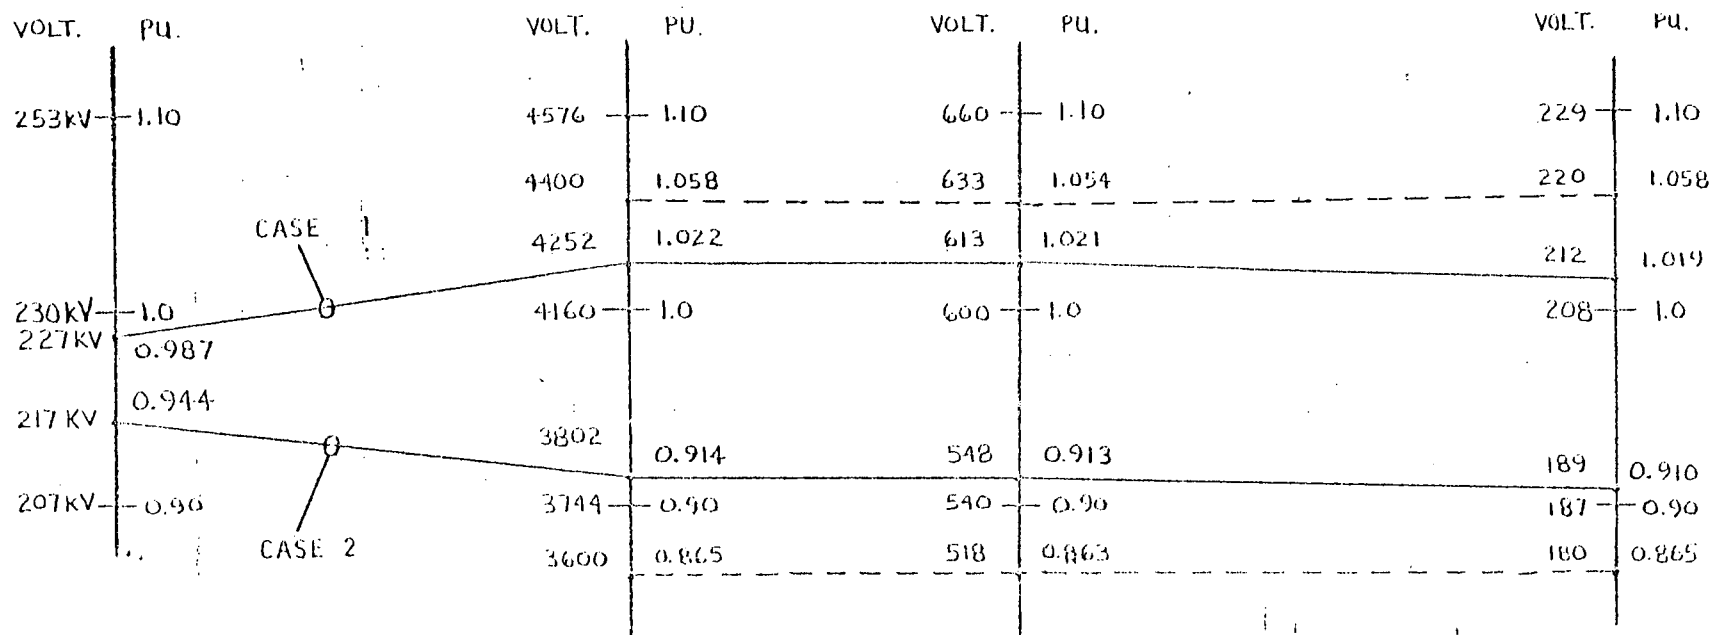 VOLT. PU. VOLT. PU. VOLT. PU. VOLT. PU.
253KV 1.10 4576 1.10 660 1.10 229 1.10
4400 1.058 633 1.054 220 1.058
CASE 1
4252 1.022 613 1.021 212 1.019
230KV 1.0 4160 1.0 600 1.0 208 1.0
227KV 0.987
217 KV 0.944
3802 0.914 548 0.913 189 0.910
207KV 0.90 3744 0.90 540 0.90 187 0.90
CASE 2
3600 0.865 518 0.863 180 0.865